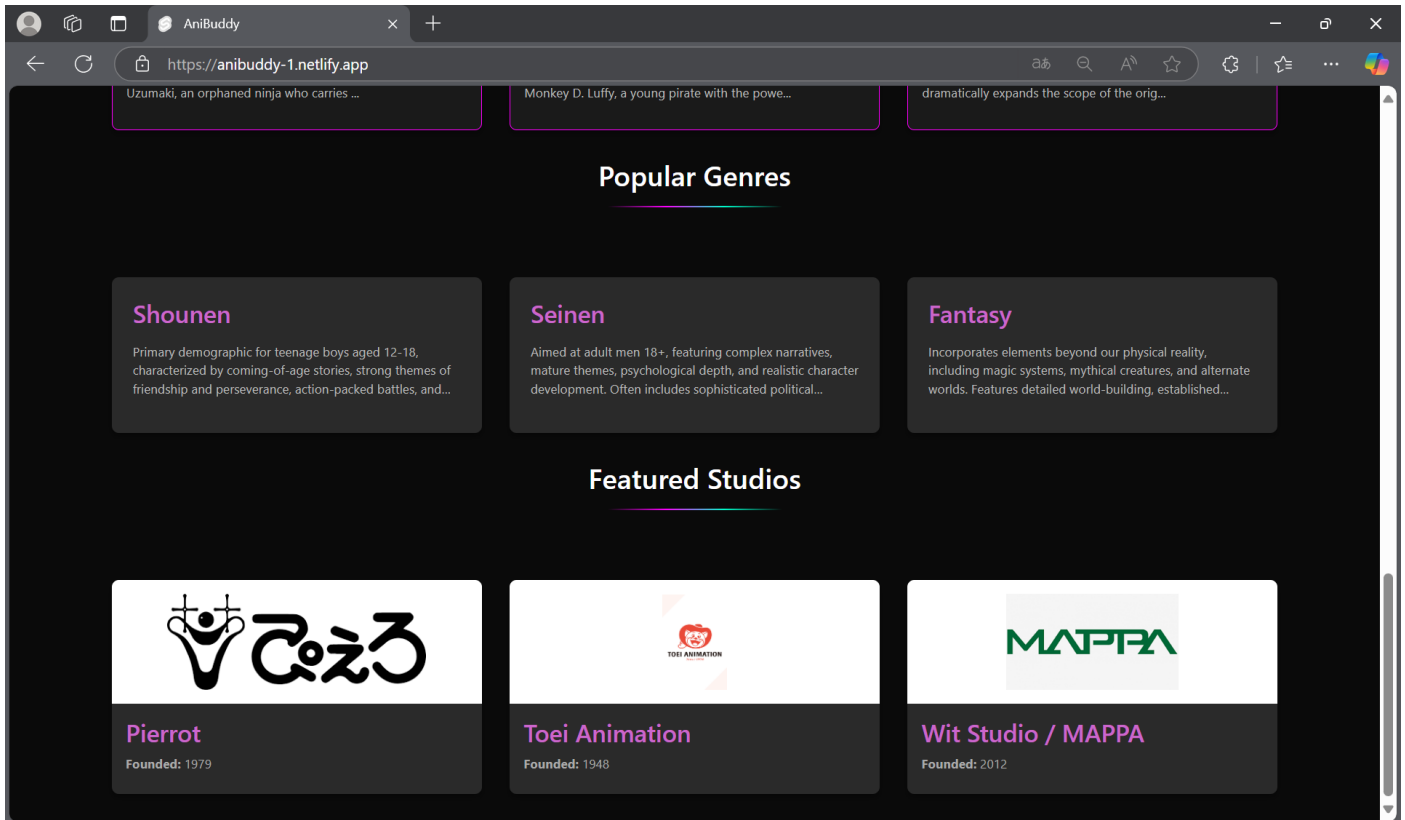 AniBuddy
https://anibuddy-1.netlify.app
Uzumaki, an orphaned ninja who carries ...
Monkey D. Luffy, a young pirate with the powe...
dramatically expands the scope of the orig...
Popular Genres
Shounen
Primary demographic for teenage boys aged 12-18,
characterized by coming-of-age stories, strong themes of
friendship and perseverance, action-packed battles, and...
Seinen
Aimed at adult men 18+, featuring complex narratives,
mature themes, psychological depth, and realistic character
development. Often includes sophisticated political...
Fantasy
Incorporates elements beyond our physical reality,
including magic systems, mythical creatures, and alternate
worlds. Features detailed world-building, established...
Featured Studios
ぴえろ
Pierrot
Founded: 1979
TOEI ANIMATION
Toei Animation
Founded: 1948
MAPPA
Wit Studio / MAPPA
Founded: 2012